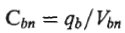 C_{bn} = q_b/V_{bn}